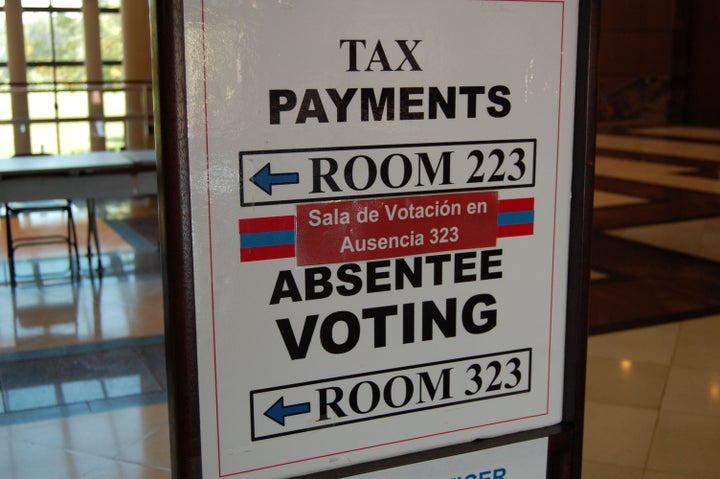 TAX
PAYMENTS
ROOM 223
Sala de Votación en
Ausencia 323
ABSENTEE
VOTING
ROOM 323